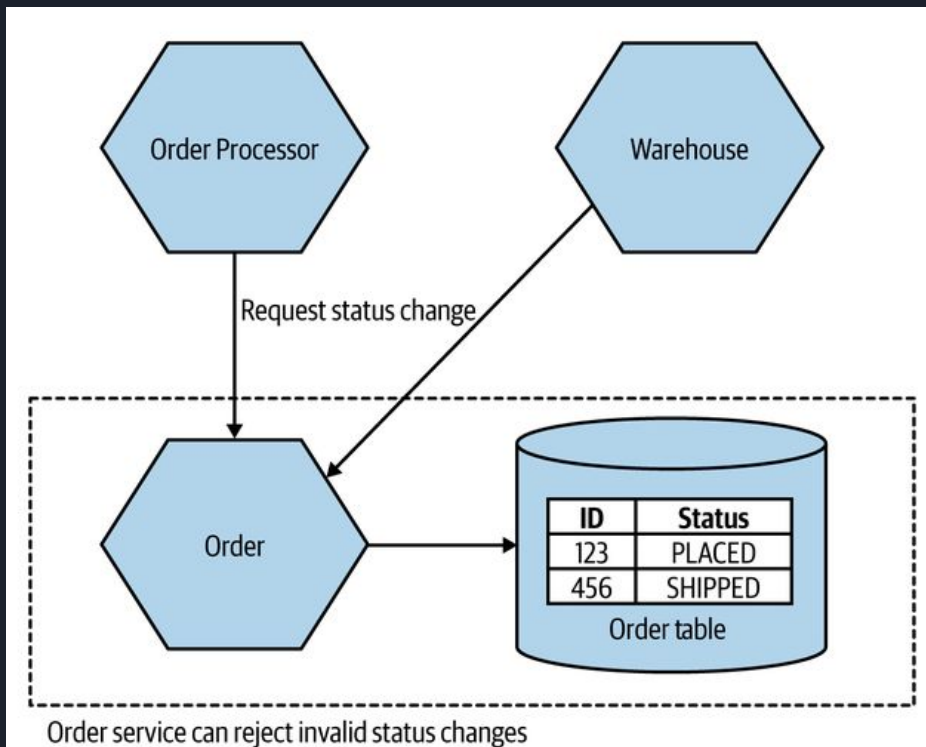 Order Processor
Warehouse
Request status change
Order
ID Status
123 PLACED
456 SHIPPED
Order table
Order service can reject invalid status changes